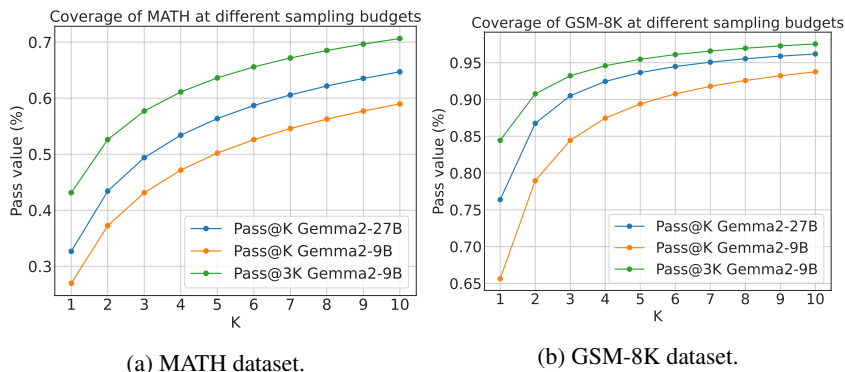 Coverage of MATH at different sampling budgets
0.7
0.6
0.5
0.4
0.3
Pass value (%)
1 2 3 4 5 6 7 8 9 10
K
Pass@K Gemma2-27B
Pass@K Gemma2-9B
Pass@3K Gemma2-9B
(a) MATH dataset.
Coverage of GSM-8K at different sampling budgets
0.95
0.90
0.85
0.80
0.75
0.70
0.65
Pass value (%)
1 2 3 4 5 6 7 8 9 10
K
Pass@K Gemma2-27B
Pass@K Gemma2-9B
Pass@3K Gemma2-9B
(b) GSM-8K dataset.